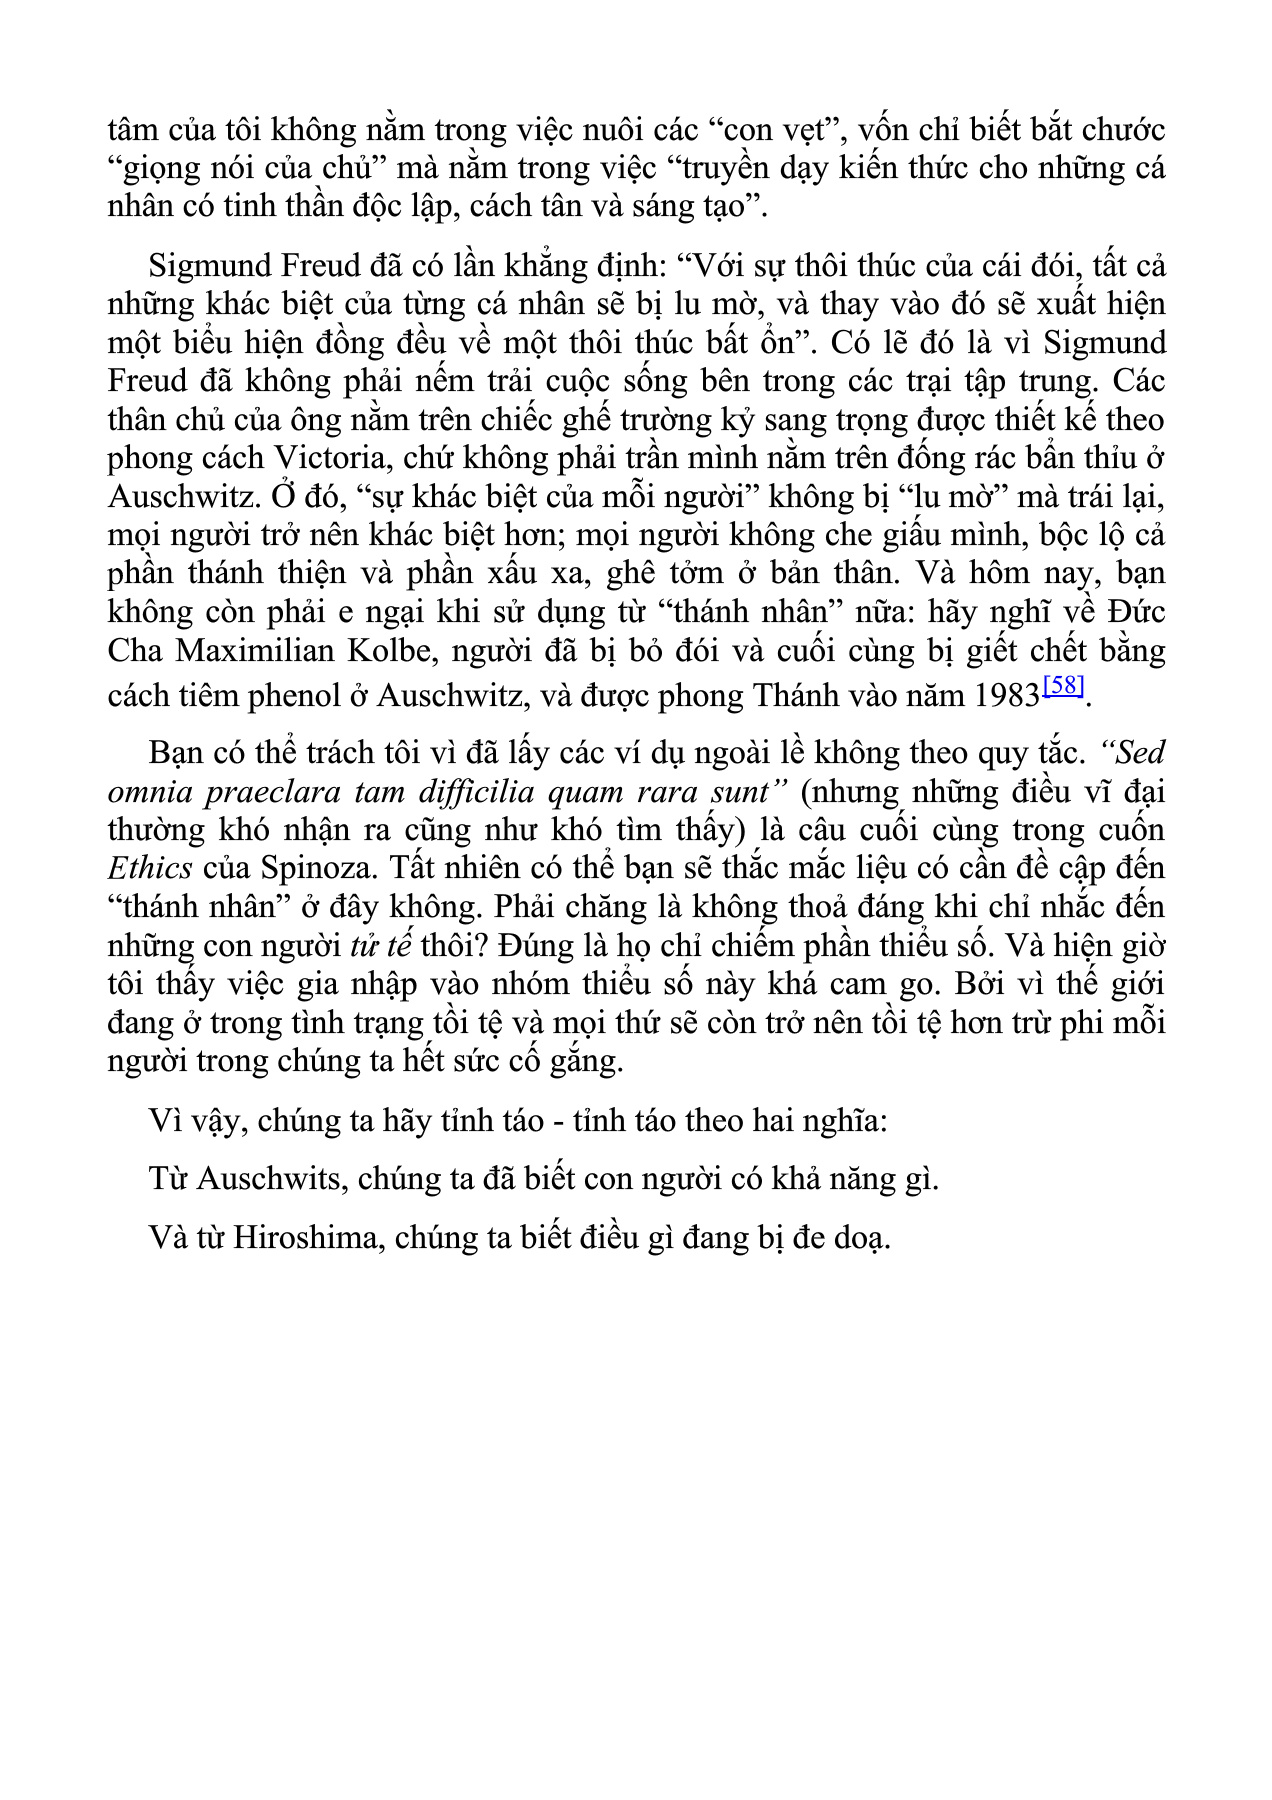 tâm của tôi không nằm trong việc nuôi các “con vẹt”, vốn chỉ biết bắt chước
“giọng nói của chủ” mà nằm trong việc “truyền dạy kiến thức cho những cá
nhân có tinh thần độc lập, cách tân và sáng tạo”.
Sigmund Freud đã có lần khẳng định: “Với sự thôi thúc của cái đói, tất cả
những khác biệt của từng cá nhân sẽ bị lu mờ, và thay vào đó sẽ xuất hiện
một biểu hiện đồng đều về một thôi thúc bất ổn”. Có lẽ đó là vì Sigmund
Freud đã không phải nếm trải cuộc sống bên trong các trại tập trung. Các
thân chủ của ông nằm trên chiếc ghế trường kỷ sang trọng được thiết kế theo
phong cách Victoria, chứ không phải trần mình nằm trên đống rác bẩn thỉu ở
Auschwitz. Ở đó, “sự khác biệt của mỗi người” không bị “lu mờ” mà trái lại,
mọi người trở nên khác biệt hơn; mọi người không che giấu mình, bộc lộ cả
phần thánh thiện và phần xấu xa, ghê tởm ở bản thân. Và hôm nay, bạn
không còn phải e ngại khi sử dụng từ “thánh nhân” nữa: hãy nghĩ về Đức
Cha Maximilian Kolbe, người đã bị bỏ đói và cuối cùng bị giết chết bằng
cách tiêm phenol ở Auschwitz, và được phong Thánh vào năm 1983[58].
Bạn có thể trách tôi vì đã lấy các ví dụ ngoài lề không theo quy tắc. “Sed
omnia praeclara tam difficilia quam rara sunt” (nhưng những điều vĩ đại
thường khó nhận ra cũng như khó tìm thấy) là câu cuối cùng trong cuốn
Ethics của Spinoza. Tất nhiên có thể bạn sẽ thắc mắc liệu có cần đề cập đến
“thánh nhân” ở đây không. Phải chăng là không thoả đáng khi chỉ nhắc đến
những con người tử tế thôi? Đúng là họ chỉ chiếm phần thiểu số. Và hiện giờ
tôi thấy việc gia nhập vào nhóm thiểu số này khá cam go. Bởi vì thế giới
đang ở trong tình trạng tồi tệ và mọi thứ sẽ còn trở nên tồi tệ hơn trừ phi mỗi
người trong chúng ta hết sức cố gắng.
Vì vậy, chúng ta hãy tỉnh táo - tỉnh táo theo hai nghĩa:
Từ Auschwits, chúng ta đã biết con người có khả năng gì.
Và từ Hiroshima, chúng ta biết điều gì đang bị đe doạ.